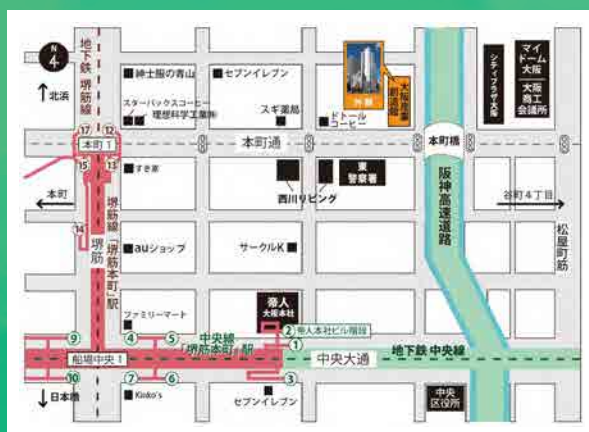 N
4
北浜
地下鉄 堺筋線
紳士服の青山
セブンイレブン
スターバックスコーヒー
理想科学工業㈱
スギ薬局
外観
大阪産業
創造館
ドトール
コーヒー
シティプラザ大阪
マイ
ドーム
大阪
大阪
商工
会議所
⑰
⑫
本町1
本町通
本町橋
⑮
⑬
すき家
西川リビング
東
警察署
本町
谷町4丁目
⑭
堺筋
堺筋線「堺筋本町」駅
auショップ
サークルK
阪神高速道路
松屋町筋
ファミリーマート
帝人
大阪本社
②
帝人本社ビル階段
⑨
④
⑤
中央線
「堺筋本町」駅
①
船場中央1
中央大通
地下鉄 中央線
⑩
⑦
⑥
③
日本橋
Kinko's
セブンイレブン
中央
区役所